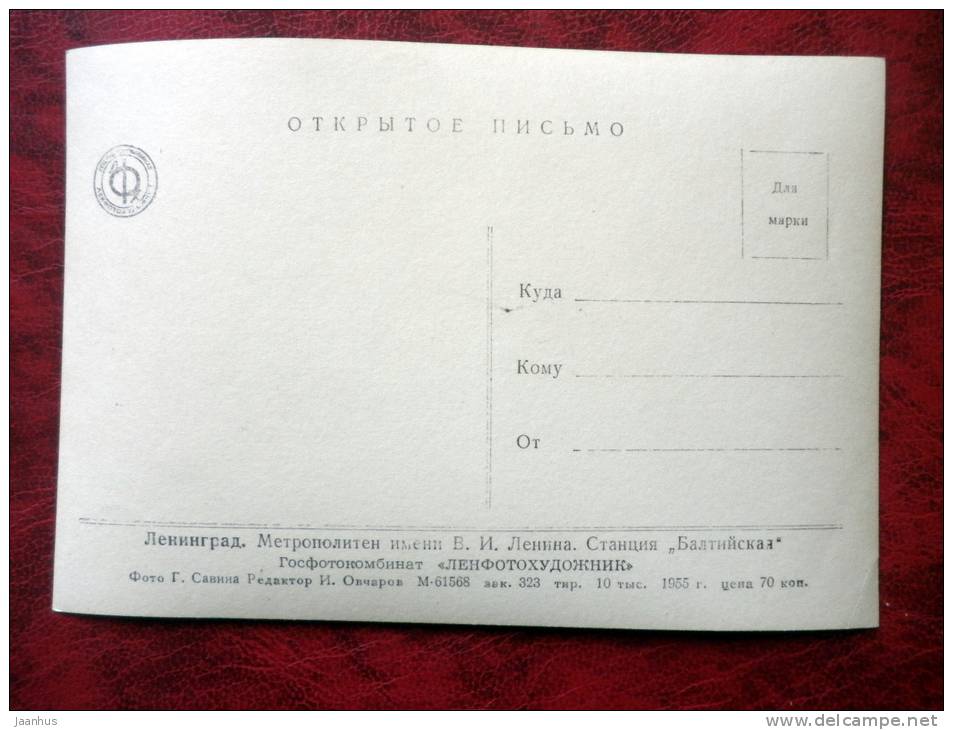 ОТКРЫТОЕ ПИСЬМО
Для
марки
Куда
Кому
От
Ленинград. Метрополитен имени В. И. Ленина. Станция „Балтийская"
Госфотокомбинат «ЛЕНФОТОХУДОЖНИК»
Фото Г. Савина Редактор И. Овчаров М-61568 зак. 323 тир. 10 тыс. 1955 г. цена 70 коп.
Jaanhus
www.delcampe.net